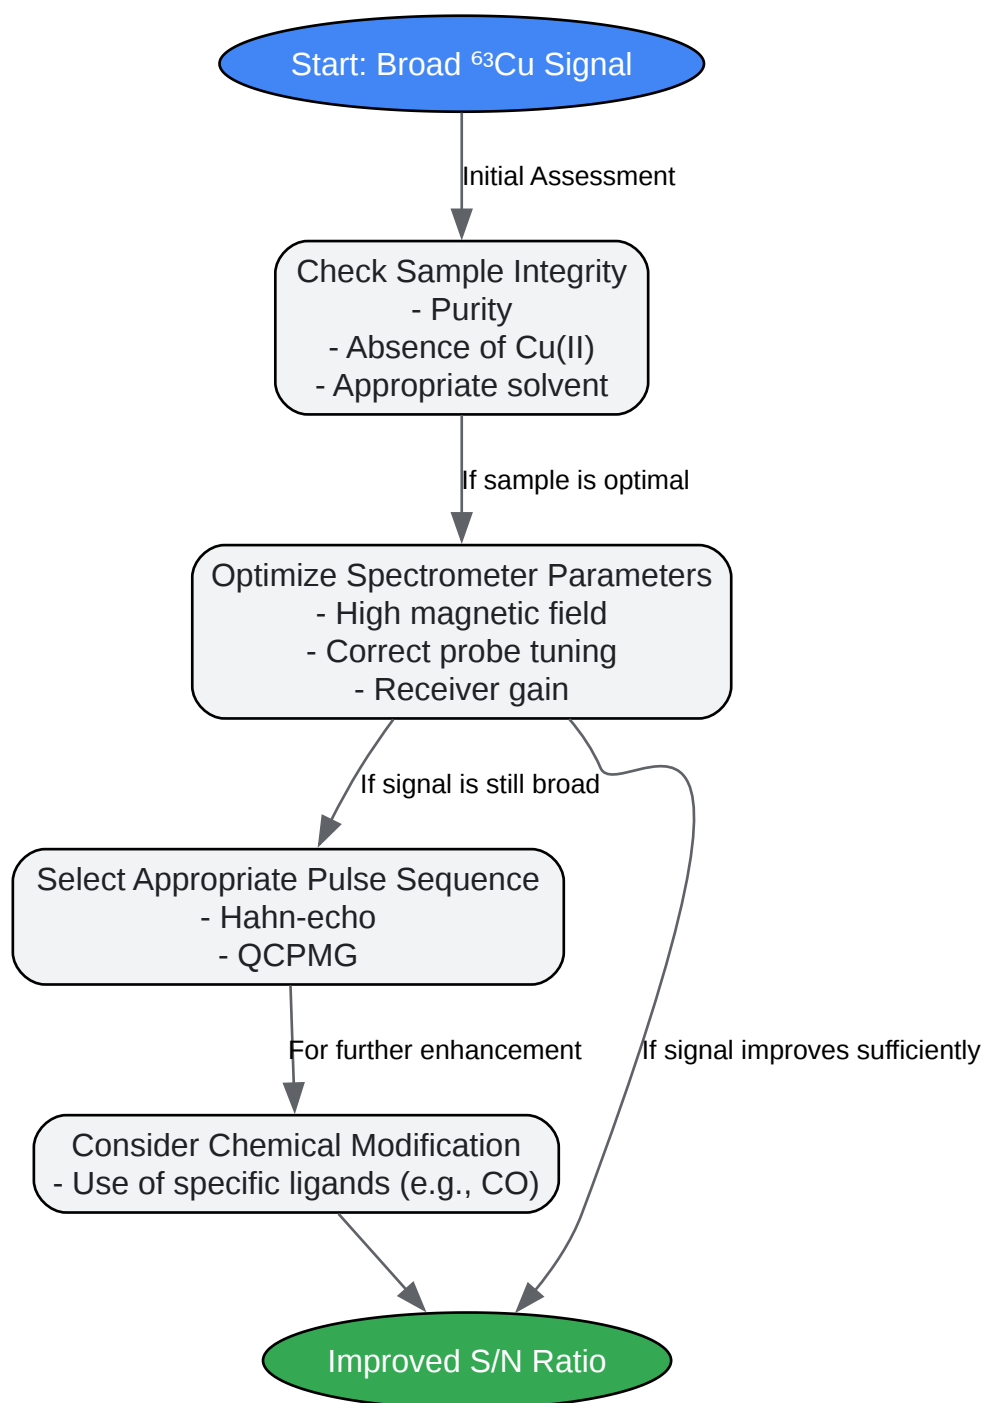 Start: Broad ⁶³Cu Signal
Initial Assessment
Check Sample Integrity
- Purity
- Absence of Cu(II)
- Appropriate solvent
If sample is optimal
Optimize Spectrometer Parameters
- High magnetic field
- Correct probe tuning
- Receiver gain
If signal is still broad
Select Appropriate Pulse Sequence
- Hahn-echo
- QCPMG
For further enhancement
If signal improves sufficiently
Consider Chemical Modification
- Use of specific ligands (e.g., CO)
Improved S/N Ratio